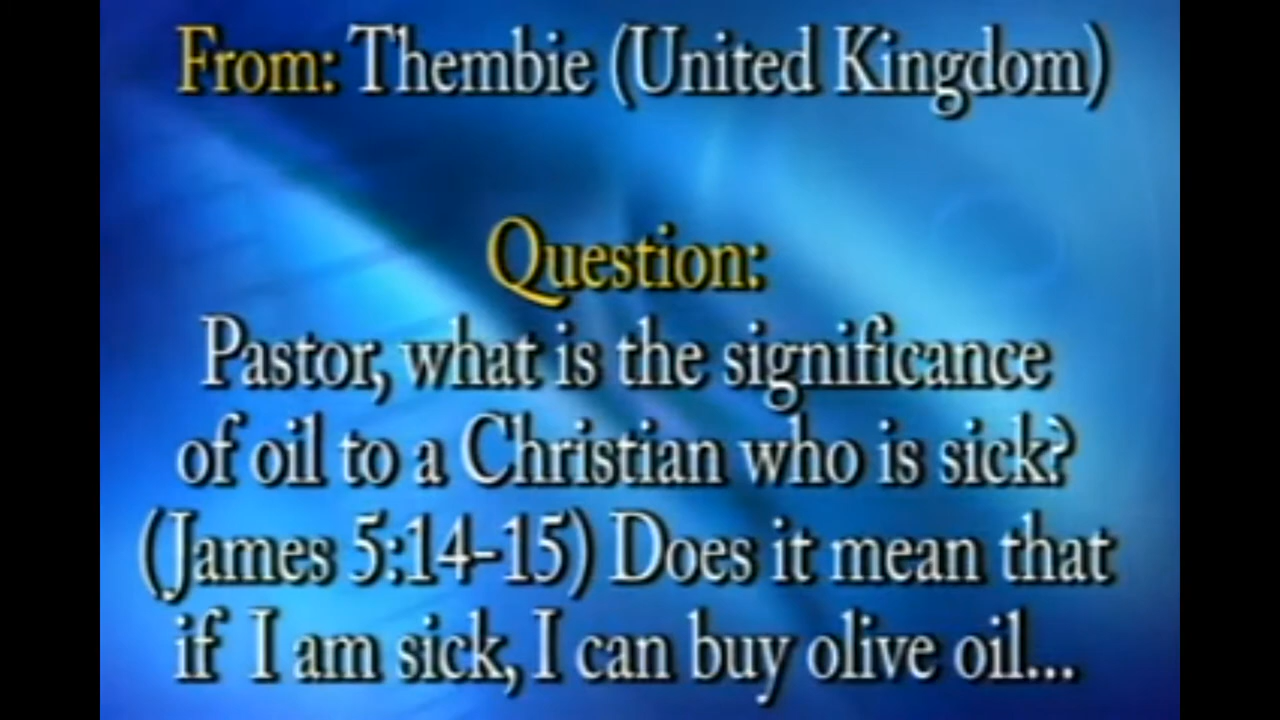 From: Thembie (United Kingdom)
Question:
Pastor, what is the significance
of oil to a Christian who is sick?
(James 5:14-15) Does it mean that
if I am sick, I can buy olive oil...